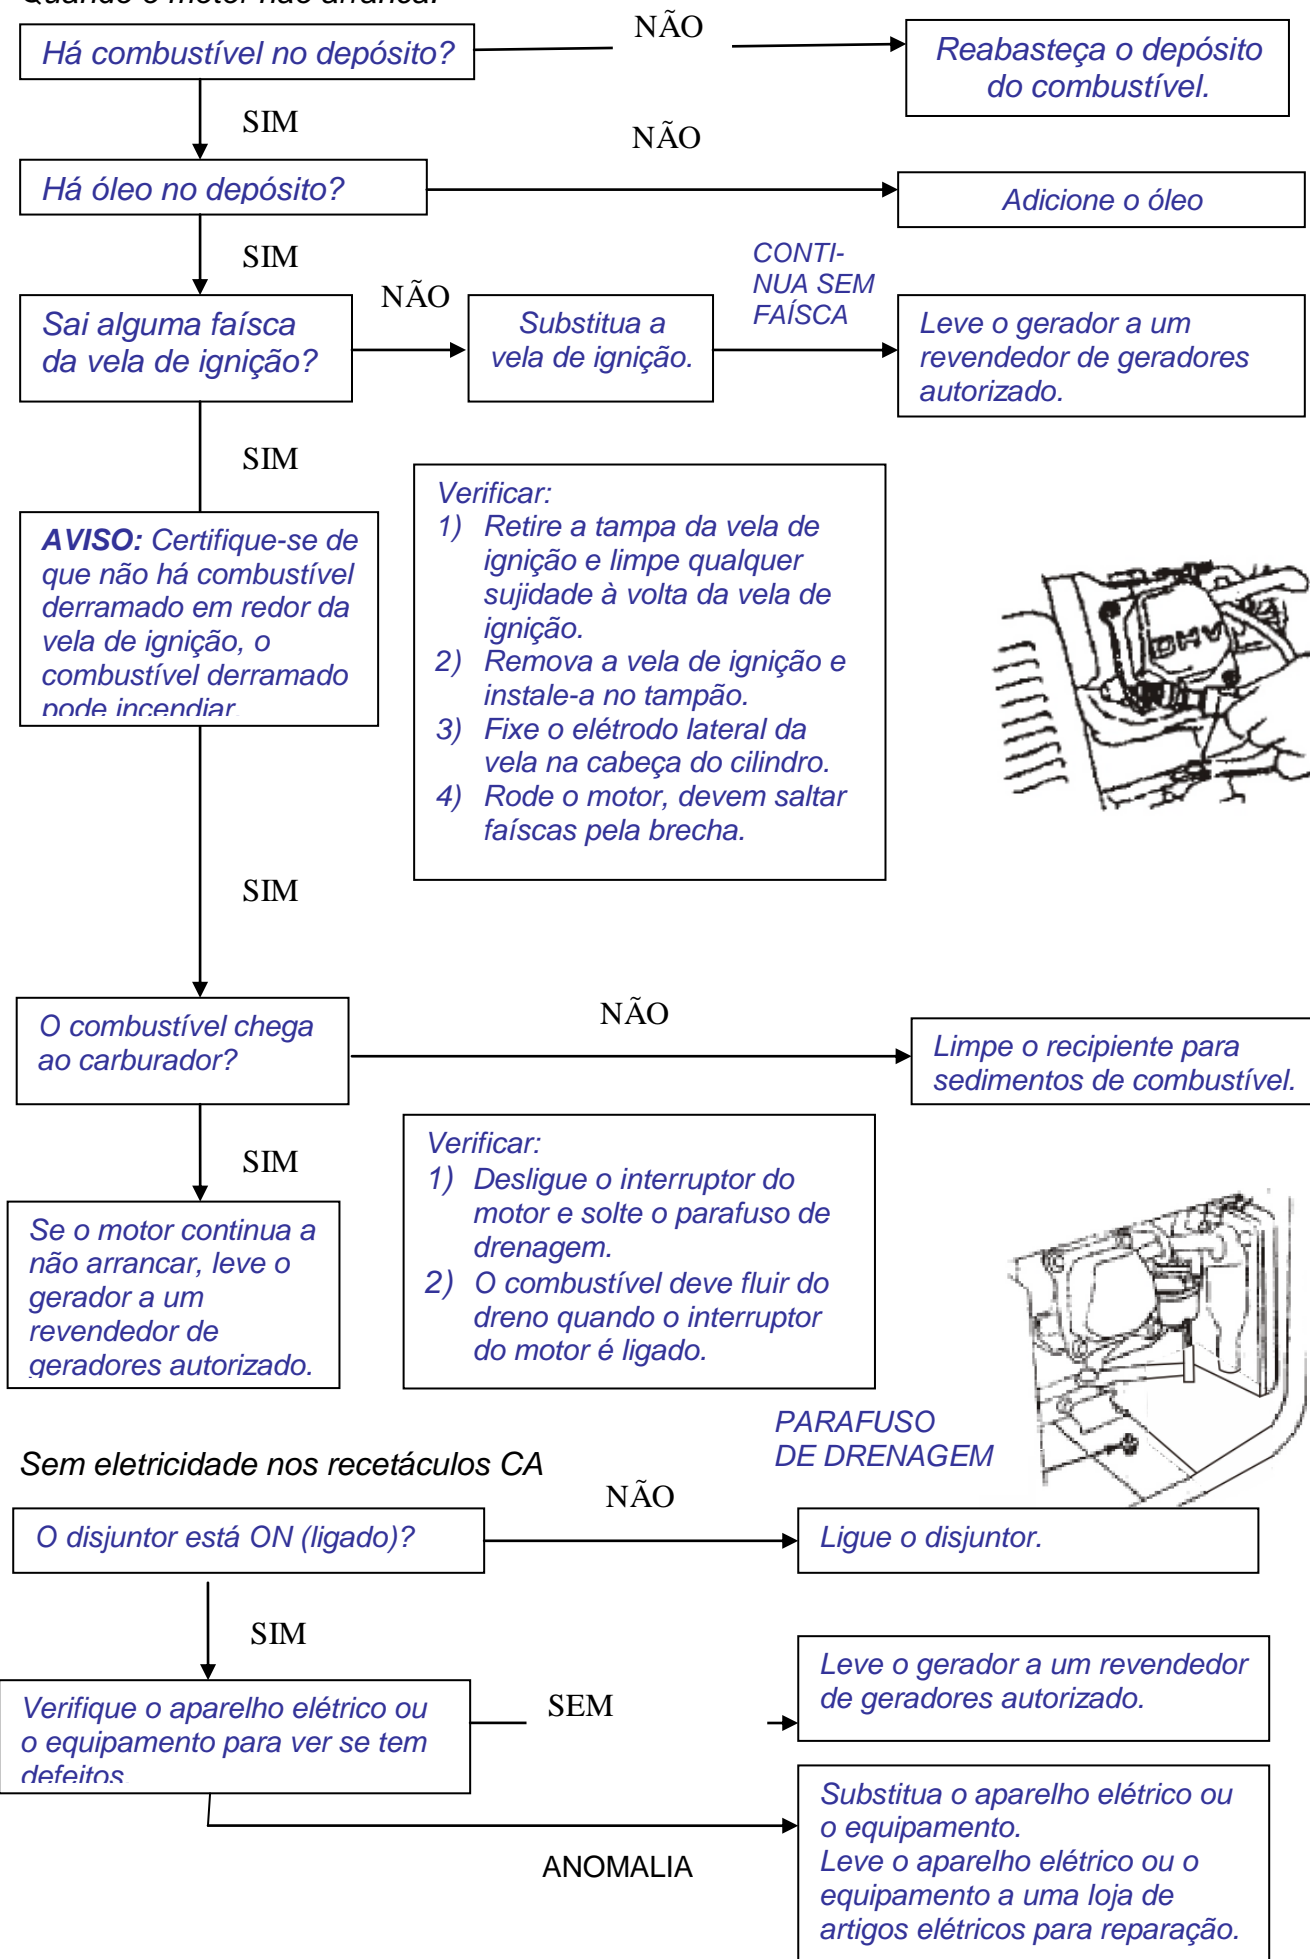 Quando o motor não arranca:
NÃO
Há combustível no depósito?
Reabasteça o depósito
do combustível.
SIM
NÃO
Há óleo no depósito?
Adicione o óleo
SIM
CONTI-
NUA SEM
FAÍSCA
NÃO
Sai alguma faísca
da vela de ignição?
Substitua a
vela de ignição.
Leve o gerador a um
revendedor de geradores
autorizado.
SIM
AVISO: Certifique-se de
que não há combustível
derramado em redor da
vela de ignição, o
combustível derramado
pode incendiar.
Verificar:
1) Retire a tampa da vela de
ignição e limpe qualquer
sujidade à volta da vela de
ignição.
2) Remova a vela de ignição e
instale-a no tampão.
3) Fixe o elétrodo lateral da
vela na cabeça do cilindro.
4) Rode o motor, devem saltar
faíscas pela brecha.
OHV
SIM
NÃO
O combustível chega
ao carburador?
Limpe o recipiente para
sedimentos de combustível.
SIM
Verificar:
1) Desligue o interruptor do
motor e solte o parafuso de
drenagem.
2) O combustível deve fluir do
dreno quando o interruptor
do motor é ligado.
Se o motor continua a
não arrancar, leve o
gerador a um
revendedor de
geradores autorizado.
PARAFUSO
DE DRENAGEM
Sem eletricidade nos recetáculos CA
NÃO
O disjuntor está ON (ligado)?
Ligue o disjuntor.
SIM
Leve o gerador a um revendedor
de geradores autorizado.
Verifique o aparelho elétrico ou
o equipamento para ver se tem
defeitos.
SEM
Substitua o aparelho elétrico ou
o equipamento.
Leve o aparelho elétrico ou o
equipamento a uma loja de
artigos elétricos para reparação.
ANOMALIA